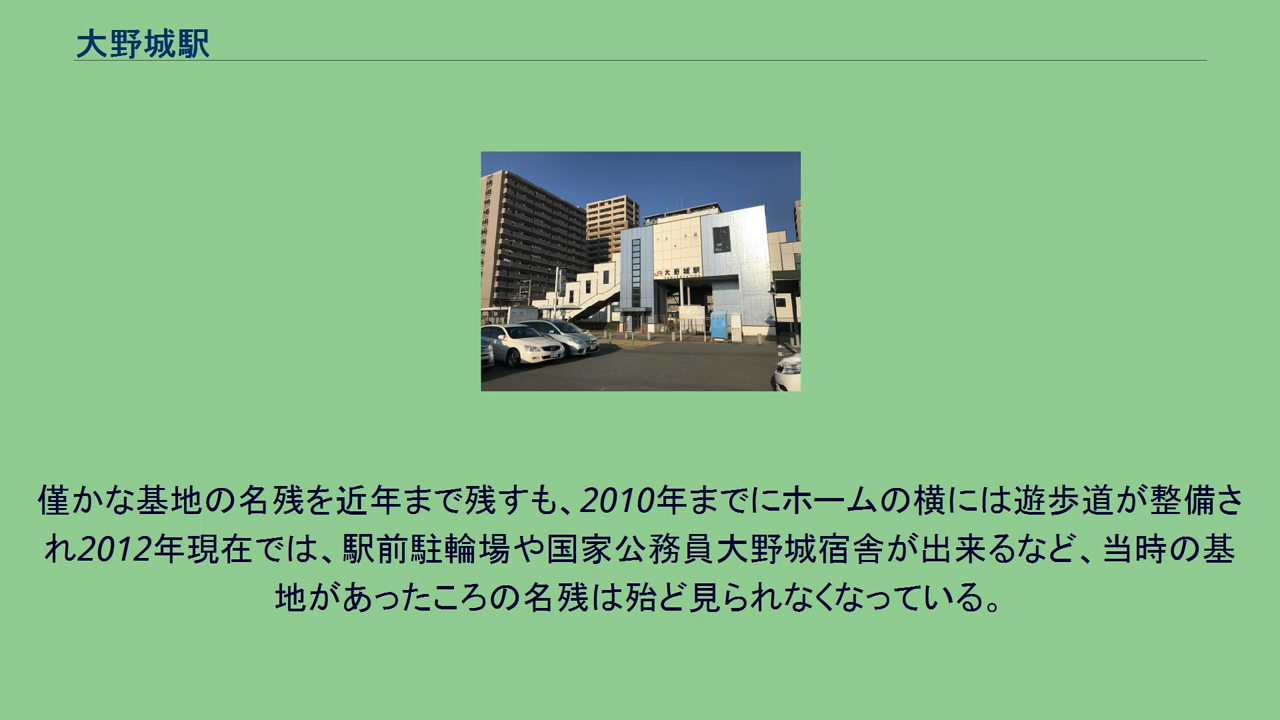 大野城駅
JR大野城駅
僅かな基地の名残を近年まで残すも、2010年までにホームの横には遊歩道が整備さ
れ2012年現在では、駅前駐輪場や国家公務員大野城宿舎が出来るなど、当時の基
地があったころの名残は殆ど見られなくなっている。